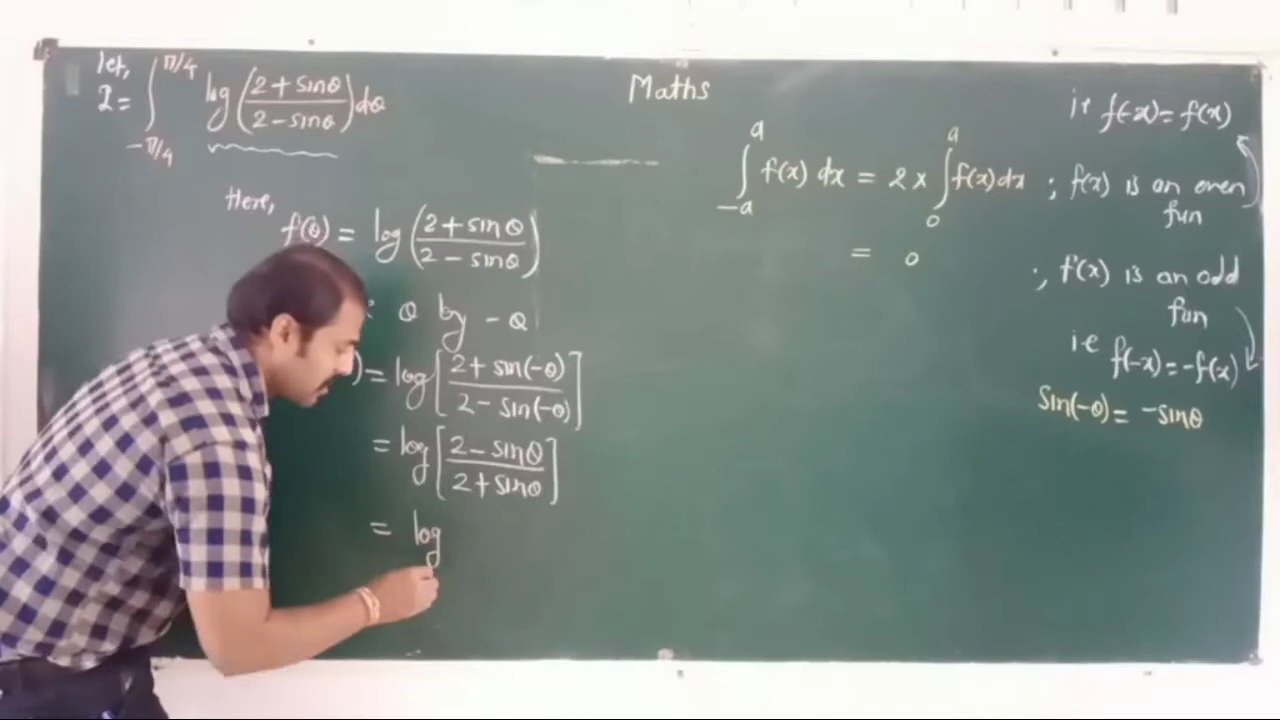 let,
I = ∫_{-π/4}^{π/4} log((2+sinθ)/(2-sinθ)) dθ
Here,
f(θ) = log((2+sinθ)/(2-sinθ))
θ by -θ
) = log[(2+sin(-θ))/(2-sin(-θ))]
= log[(2-sinθ)/(2+sinθ)]
= log
Maths
ie f(-x)=f(x)
∫_{-a}^{a} f(x) dx = 2 x ∫_{0}^{a} f(x)dx ; f(x) is an even
fun
= 0 ; f(x) is an odd
fun
ie f(-x)=-f(x)
Sin(-θ)= -sinθ